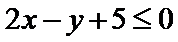 2x − y + 5 ≤ 0